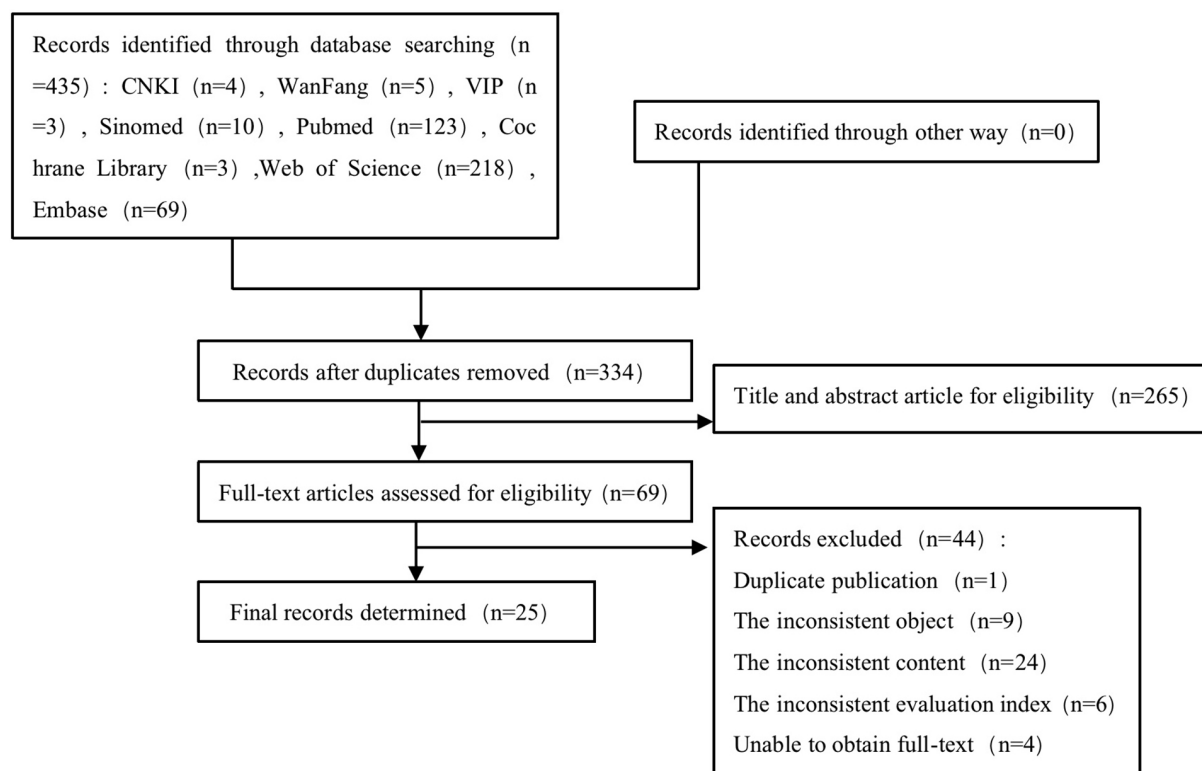 Records identified through database searching (n
=435) : CNKI (n=4) , WanFang (n=5) , VIP (n
=3) , Sinomed (n=10) , Pubmed (n=123) , Coc
hrane Library (n=3) ,Web of Science (n=218) ,
Embase (n=69)
Records identified through other way (n=0)
Records after duplicates removed (n=334)
Title and abstract article for eligibility (n=265)
Full-text articles assessed for eligibility (n=69)
Records excluded (n=44) :
Duplicate publication (n=1)
The inconsistent object (n=9)
The inconsistent content (n=24)
The inconsistent evaluation index (n=6)
Unable to obtain full-text (n=4)
Final records determined (n=25)